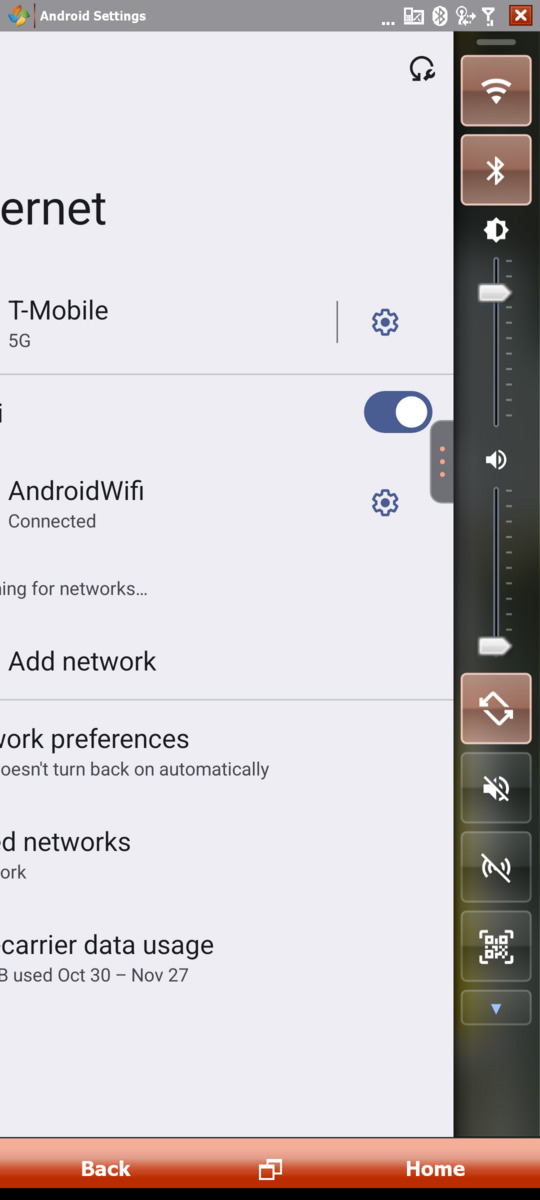 Android Settings
...
ernet
T-Mobile
5G
i
AndroidWifi
Connected
ning for networks…
Add network
work preferences
oesn't turn back on automatically
d networks
ork
-carrier data usage
B used Oct 30 – Nov 27
Back
Home